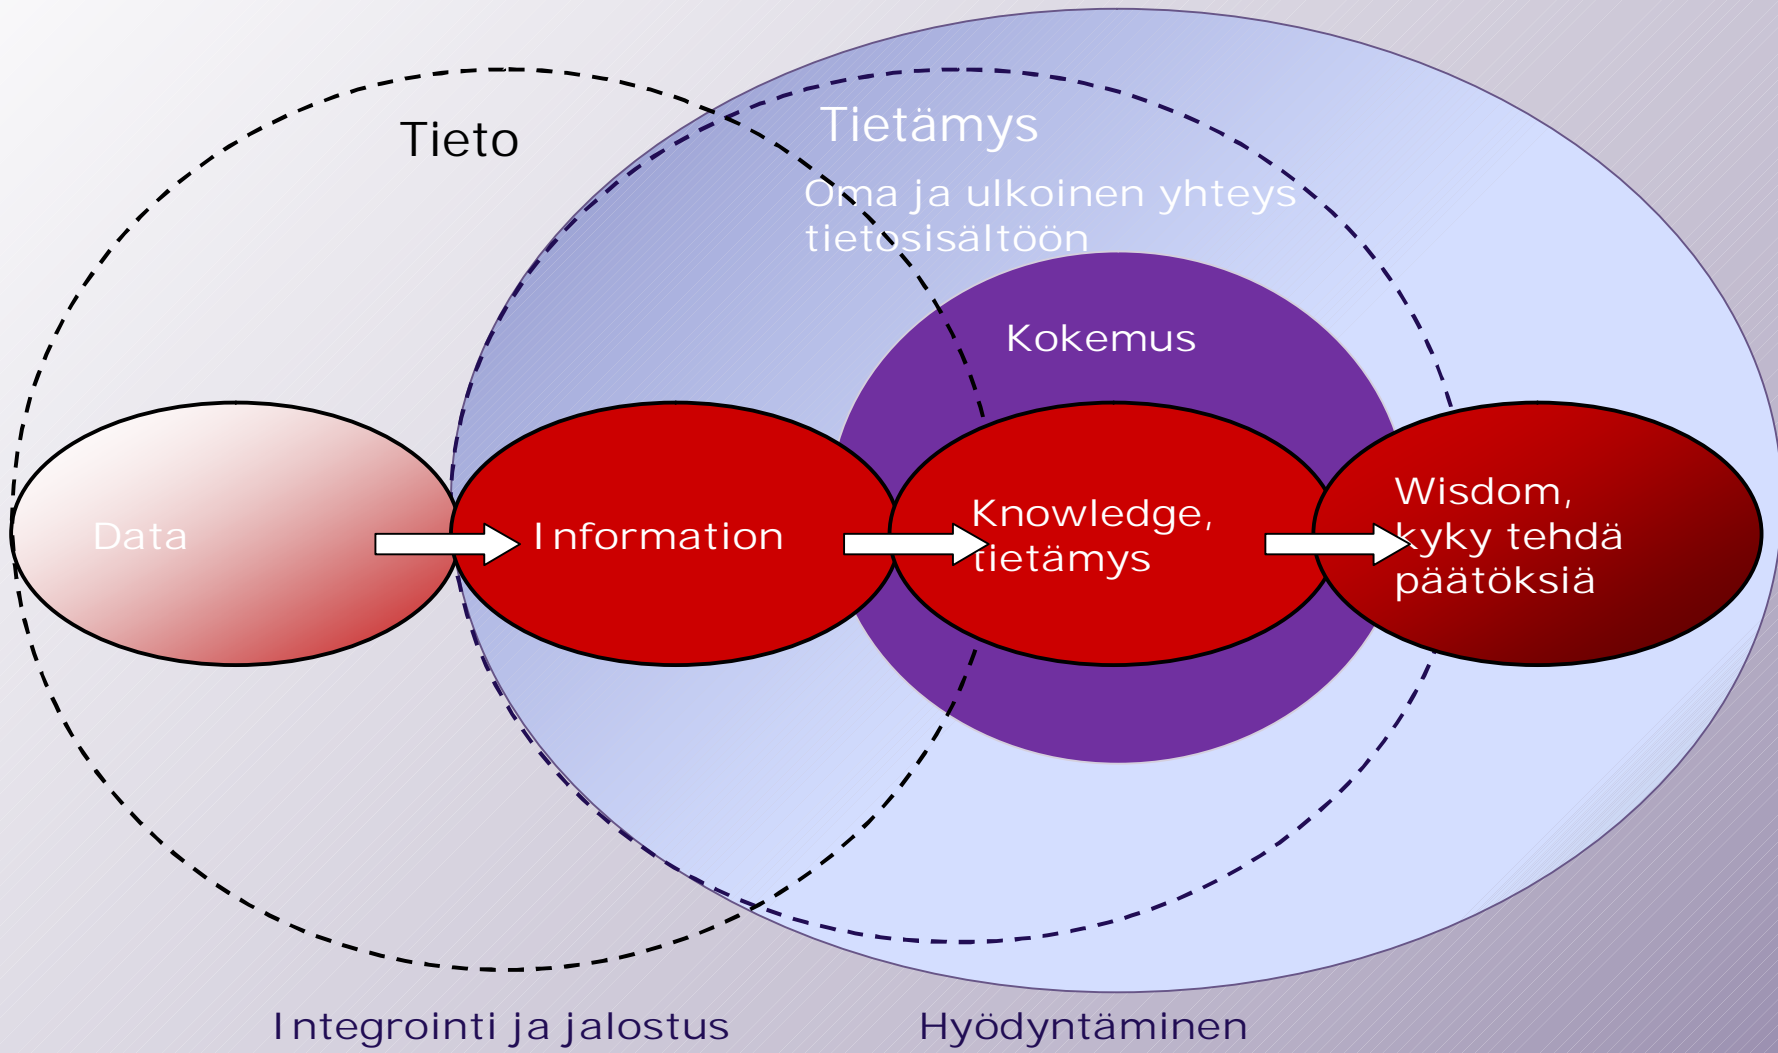 Tieto
Tietämys
Oma ja ulkoinen yhteys
tietosisältöön
Kokemus
Data
Information
Knowledge,
tietämys
Wisdom,
kyky tehdä
päätöksiä
Integrointi ja jalostus
Hyödyntäminen